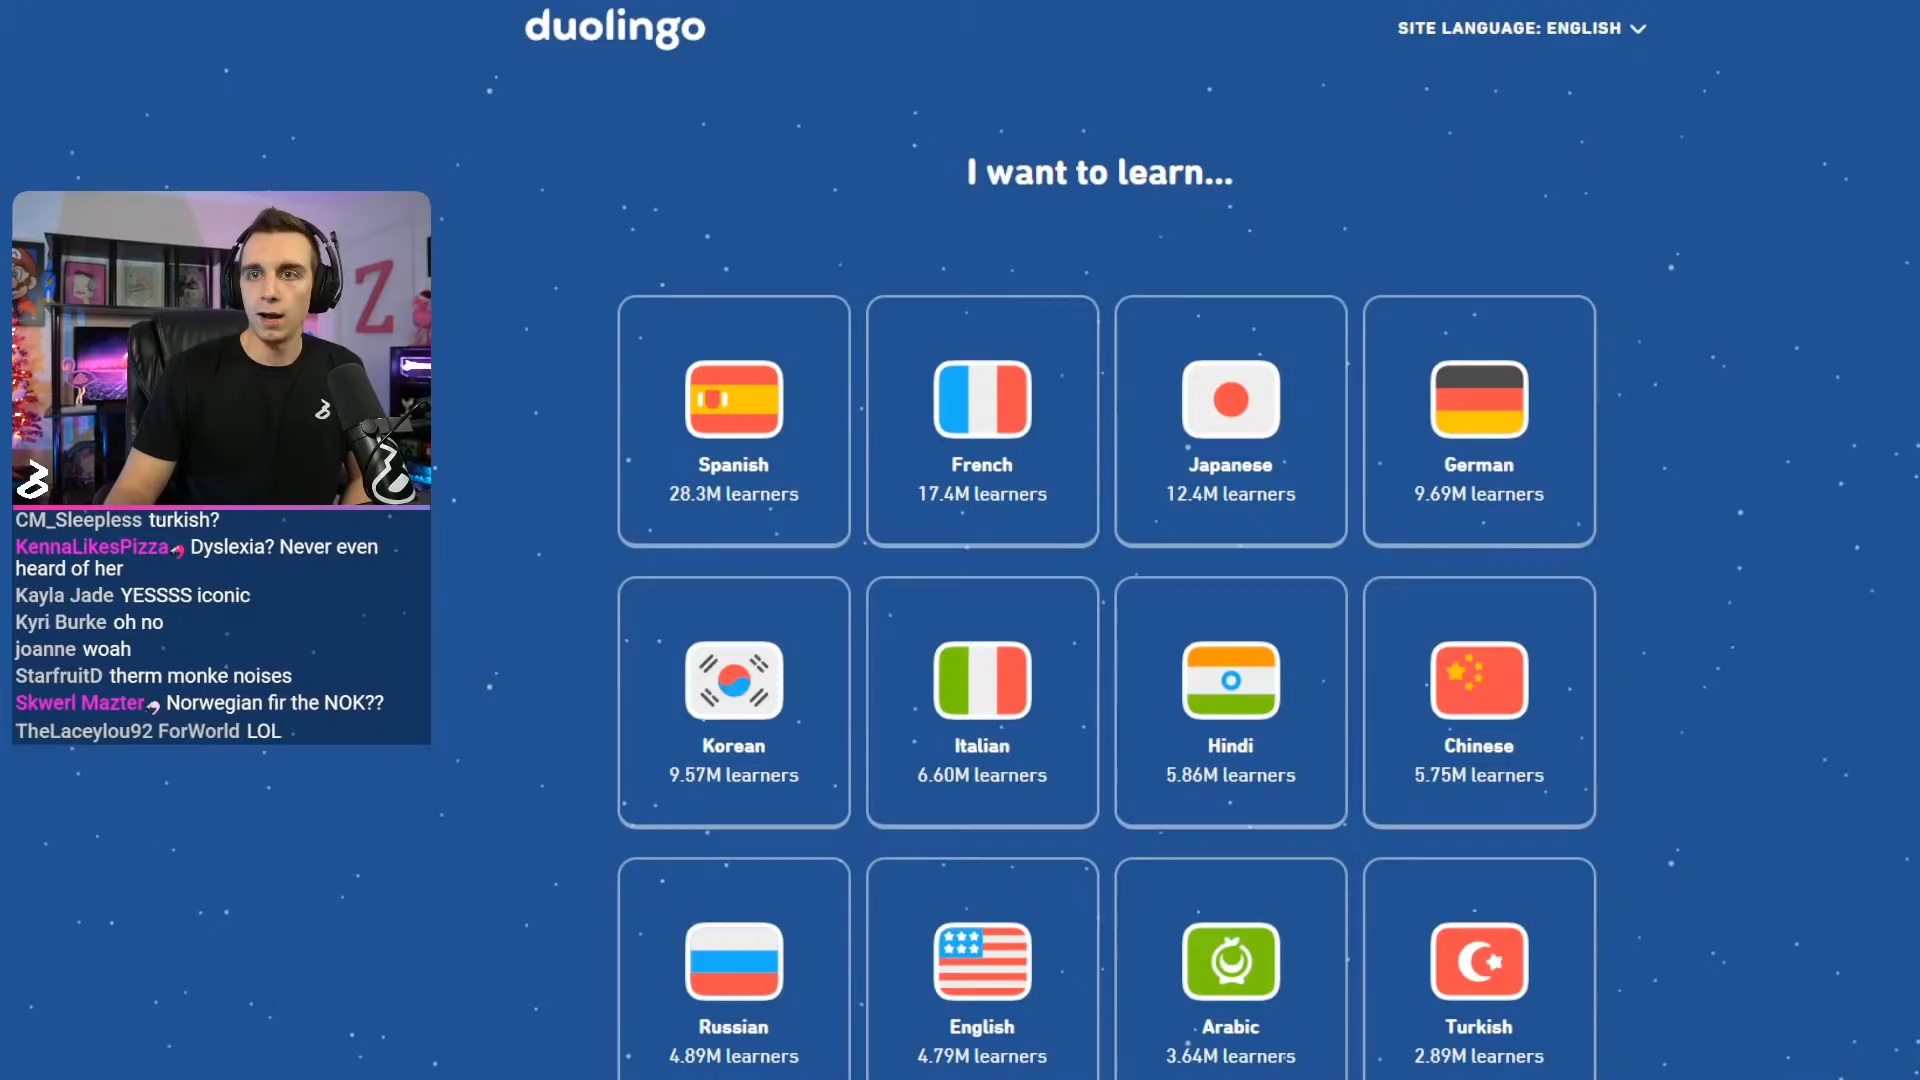 duolingo
SITE LANGUAGE: ENGLISH
I want to learn...
Spanish
28.3M learners
French
17.4M learners
Japanese
12.4M learners
German
9.69M learners
Korean
9.57M learners
Italian
6.60M learners
Hindi
5.86M learners
Chinese
5.75M learners
Russian
4.89M learners
English
4.79M learners
Arabic
3.64M learners
Turkish
2.89M learners
Z
CM_Sleepless turkish?
KennaLikesPizza Dyslexia? Never even
heard of her
Kayla Jade YESSSS iconic
Kyri Burke oh no
joanne woah
StarfruitD therm monke noises
Skwerl Mazter Norwegian fir the NOK??
TheLaceylou92 ForWorld LOL